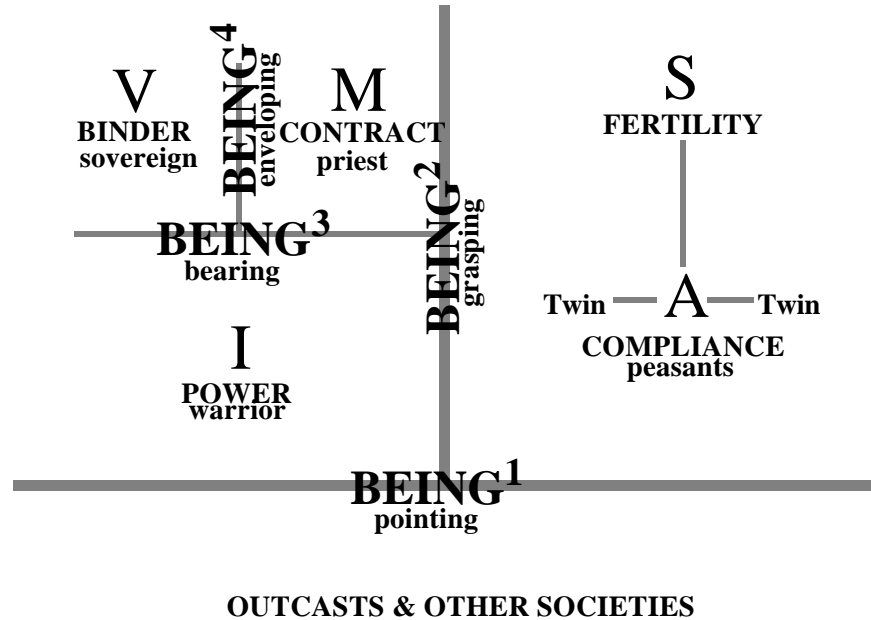 V
BINDER
sovereign
BEING4
enveloping
M
CONTRACT
priest
S
FERTILITY
BEING3
bearing
BEING2
grasping
Twin
A
Twin
COMPLIANCE
peasants
I
POWER
warrior
BEING1
pointing
OUTCASTS & OTHER SOCIETIES